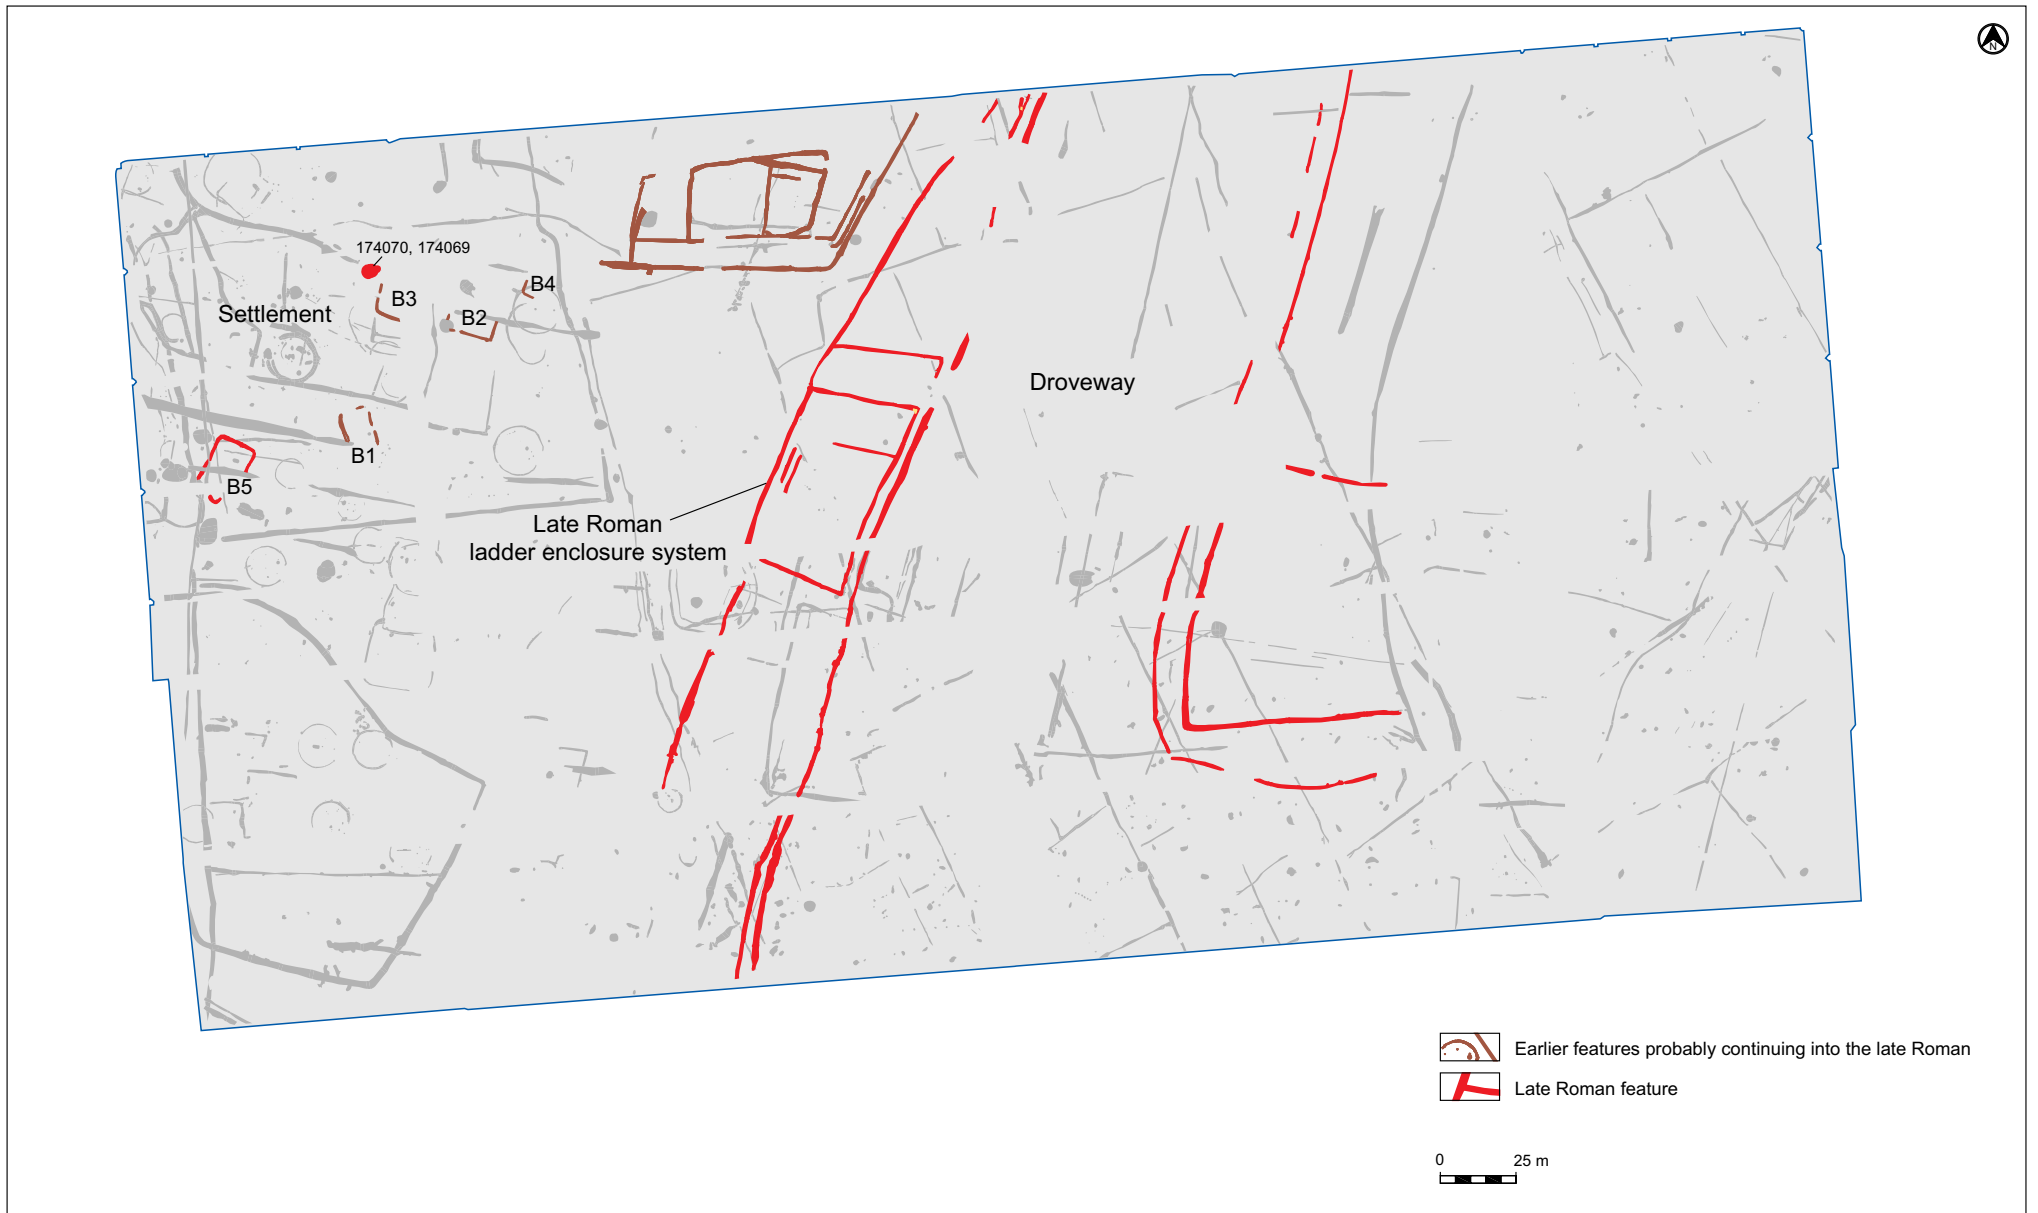 N
174070, 174069
B4
B3
Settlement
B2
Droveway
B1
B5
Late Roman
ladder enclosure system
Earlier features probably continuing into the late Roman
Late Roman feature
0 25 m